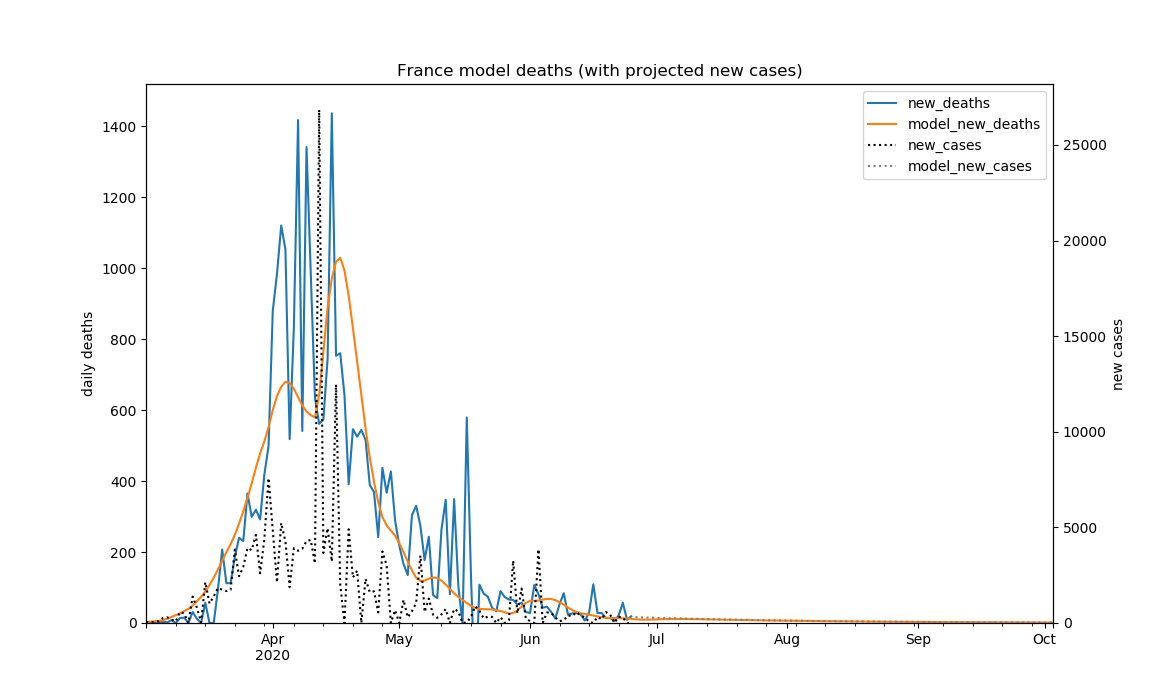 France model deaths (with projected new cases)
new_deaths
model_new_deaths
new_cases
model_new_cases
1400
1200
1000
800
600
400
200
0
daily deaths
25000
20000
15000
10000
5000
0
new cases
Apr May Jun Jul Aug Sep Oct
2020